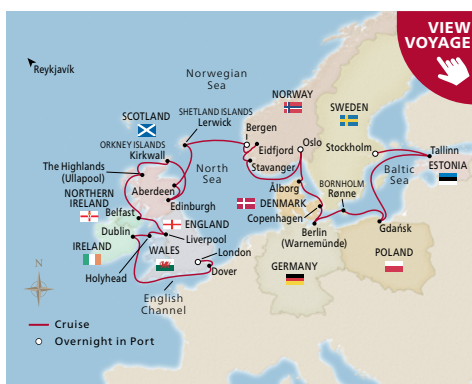 VIEW
VOYAGE
Reykjavík
Norwegian
Sea
NORWAY
SWEDEN
SCOTLAND
SHETLAND ISLANDS
Lerwick
Bergen
Eidfjord
Oslo
Stockholm
Tallinn
ESTONIA
ORKNEY ISLANDS
Kirkwall
Stavanger
The Highlands
(Ullapool)
North
Sea
Baltic
Sea
Aberdeen
Ålborg
BORNHOLM
Rønne
NORTHERN
IRELAND
Edinburgh
DENMARK
Belfast
ENGLAND
Copenhagen
Gdańsk
Dublin
Liverpool
Berlin
(Warnemünde)
IRELAND
WALES
London
POLAND
Holyhead
Dover
GERMANY
N
English
Channel
Cruise
Overnight in Port